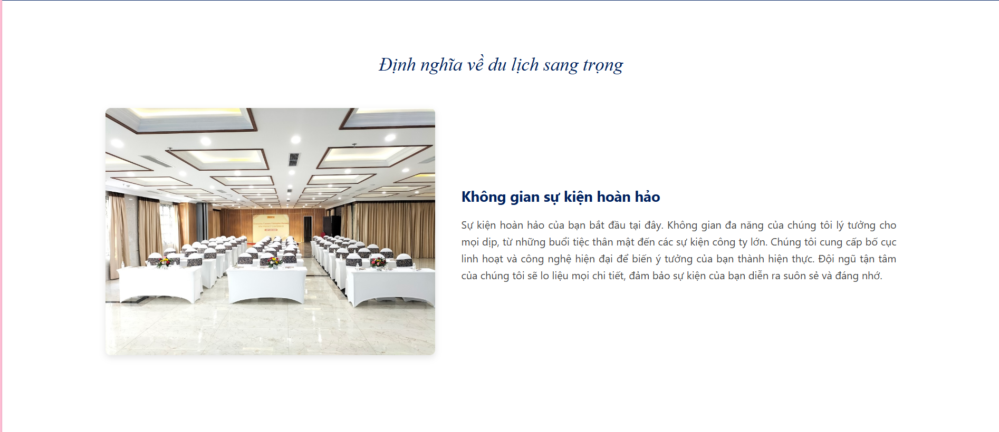 Định nghĩa về du lịch sang trọng
Không gian sự kiện hoàn hảo
Sự kiện hoàn hảo của bạn bắt đầu tại đây. Không gian đa năng của chúng tôi lý tưởng cho
mọi dịp, từ những buổi tiệc thân mật đến các sự kiện công ty lớn. Chúng tôi cung cấp bố cục
linh hoạt và công nghệ hiện đại để biến ý tưởng của bạn thành hiện thực. Đội ngũ tận tâm
của chúng tôi sẽ lo liệu mọi chi tiết, đảm bảo sự kiện của bạn diễn ra suôn sẻ và đáng nhớ.